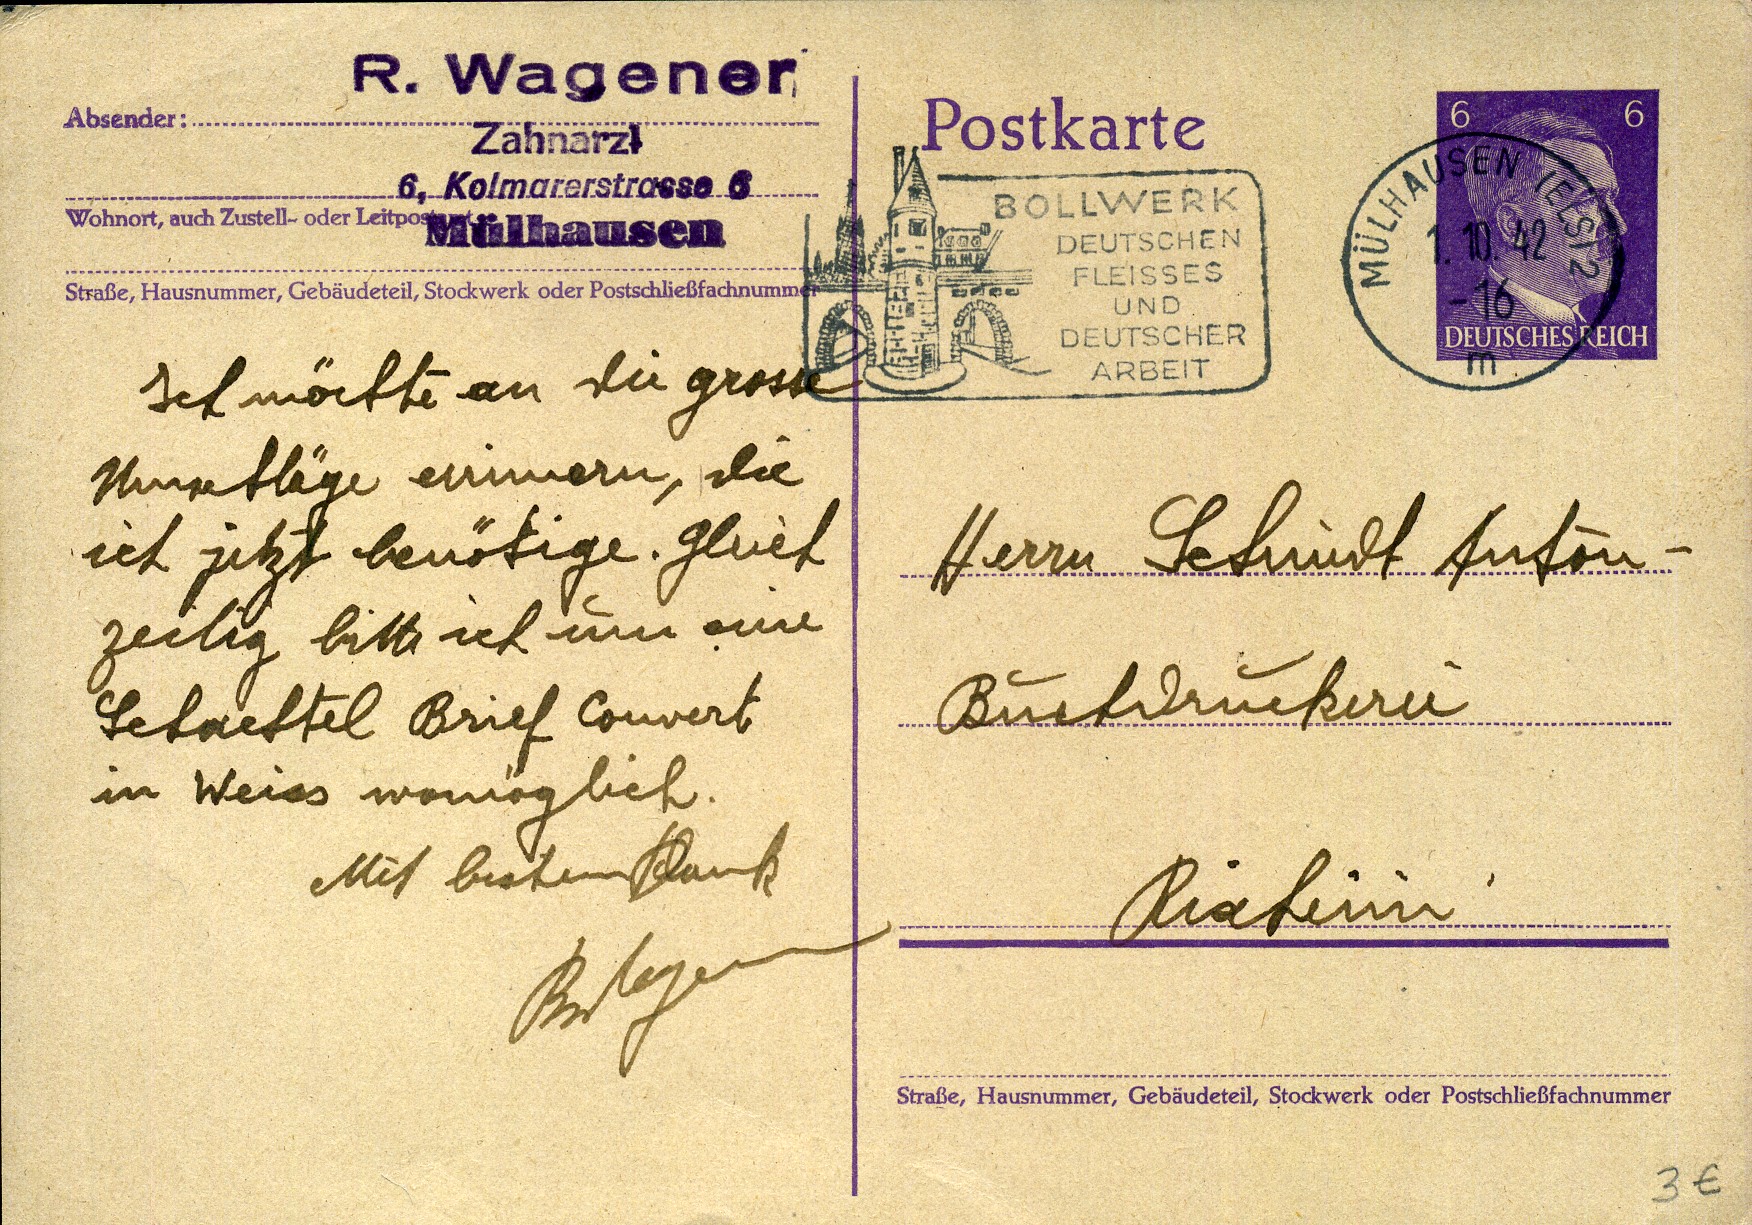 R. Wagener
Absender:
Zahnarzt
6, Kolmarerstrasse 6
Wohnort, auch Zustell- oder Leitpostamt
Mülhausen
Straße, Hausnummer, Gebäudeteil, Stockwerk oder Postschließfachnummer
Ich möchte an die grosse
Umschläge erinnern, die
ich jetzt benötige. Gleich
zeitig bitte ich um eine
Schachtel Brief Couvert
in Weiss womöglich.
Mit bestem Dank
Postkarte
6 6
DEUTSCHES REICH
MÜLHAUSEN (ELS) 2
1.10.42
-16
m
BOLLWERK
DEUTSCHEN
FLEISSES
UND
DEUTSCHER
ARBEIT
Herrn Schmidt Anton-
Buchdruckerei
Rixheim
Straße, Hausnummer, Gebäudeteil, Stockwerk oder Postschließfachnummer
3 €